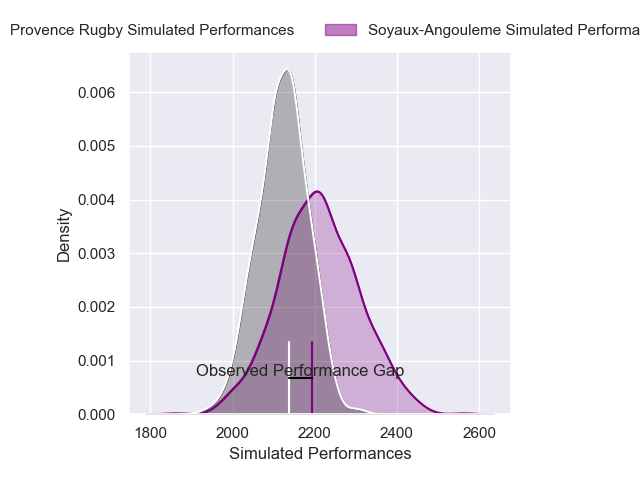 Provence Rugby Simulated Performances Soyaux-Angouleme Simulated Performa
0.006
0.005
0.004
0.003
0.002
0.001
0.000
Density
Observed Performance Gap
1800 2000 2200 2400 2600
Simulated Performances